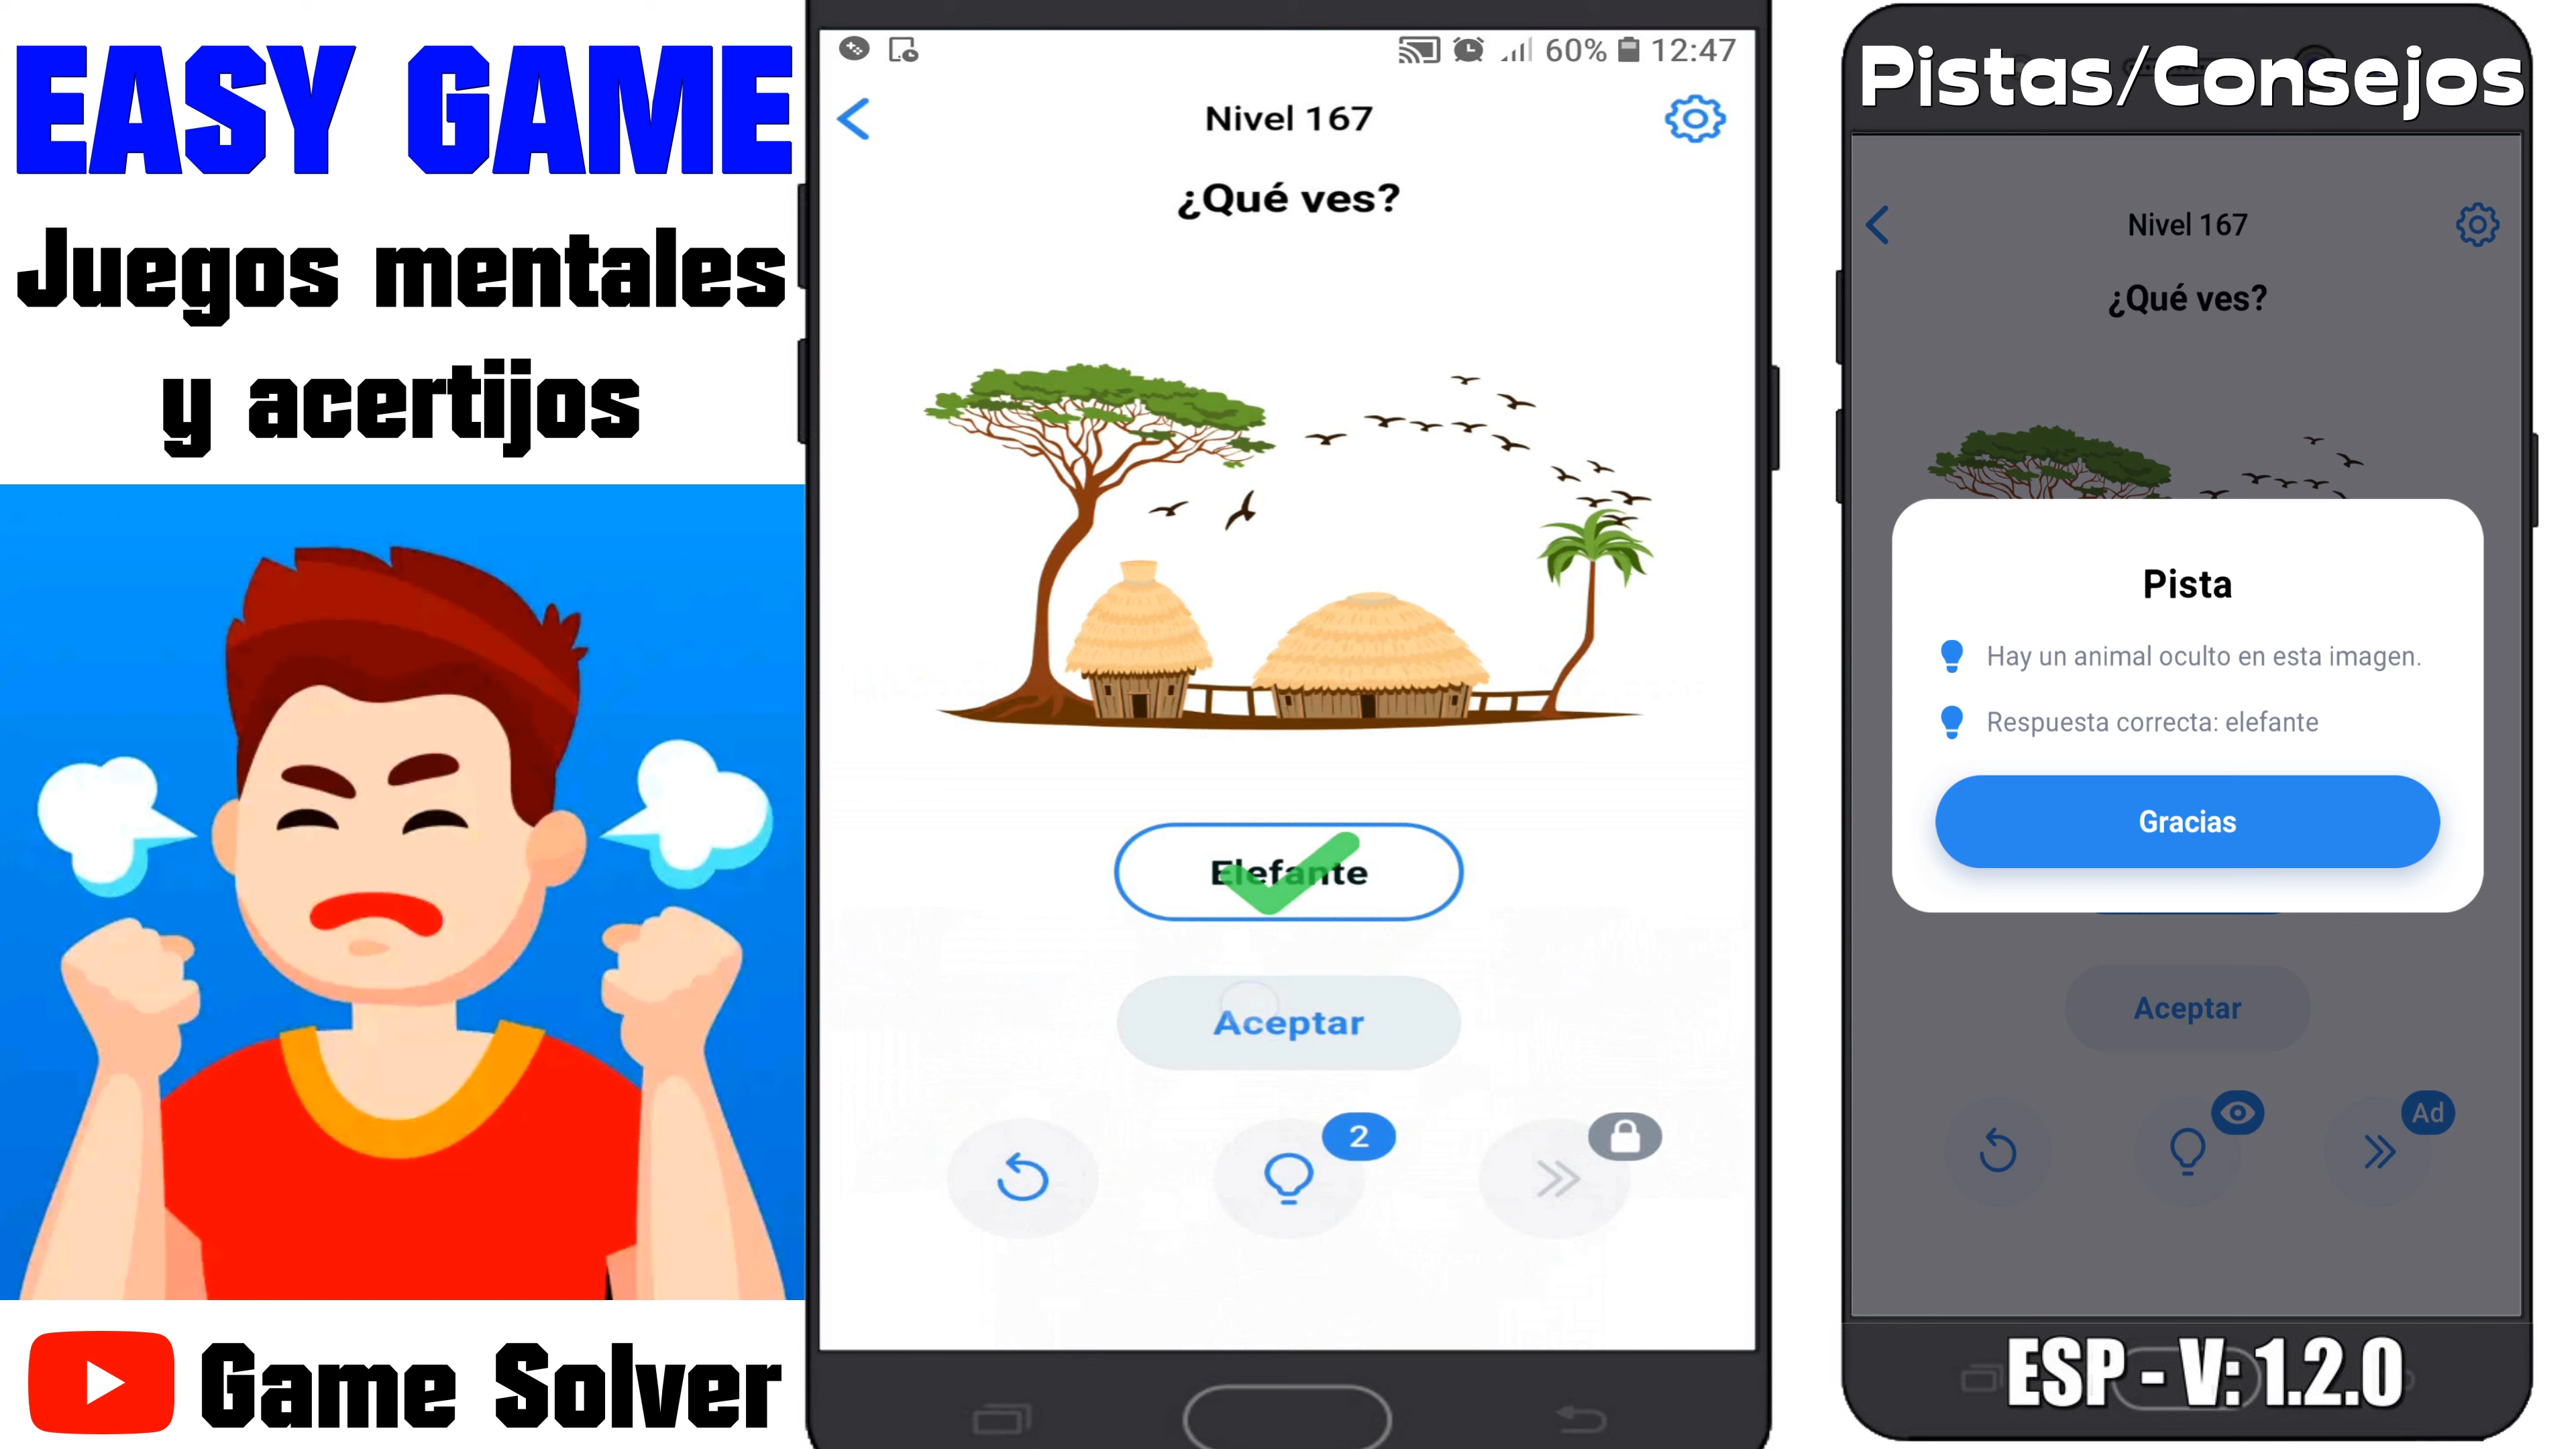 EASY GAME
Juegos mentales
y acertijos
Game Solver
60% 12:47
Nivel 167
¿Qué ves?
Elefante
Aceptar
2
Pistas/Consejos
Nivel 167
¿Qué ves?
Pista
Hay un animal oculto en esta imagen.
Respuesta correcta: elefante
Gracias
Aceptar
Ad
ESP - V: 1.2.0